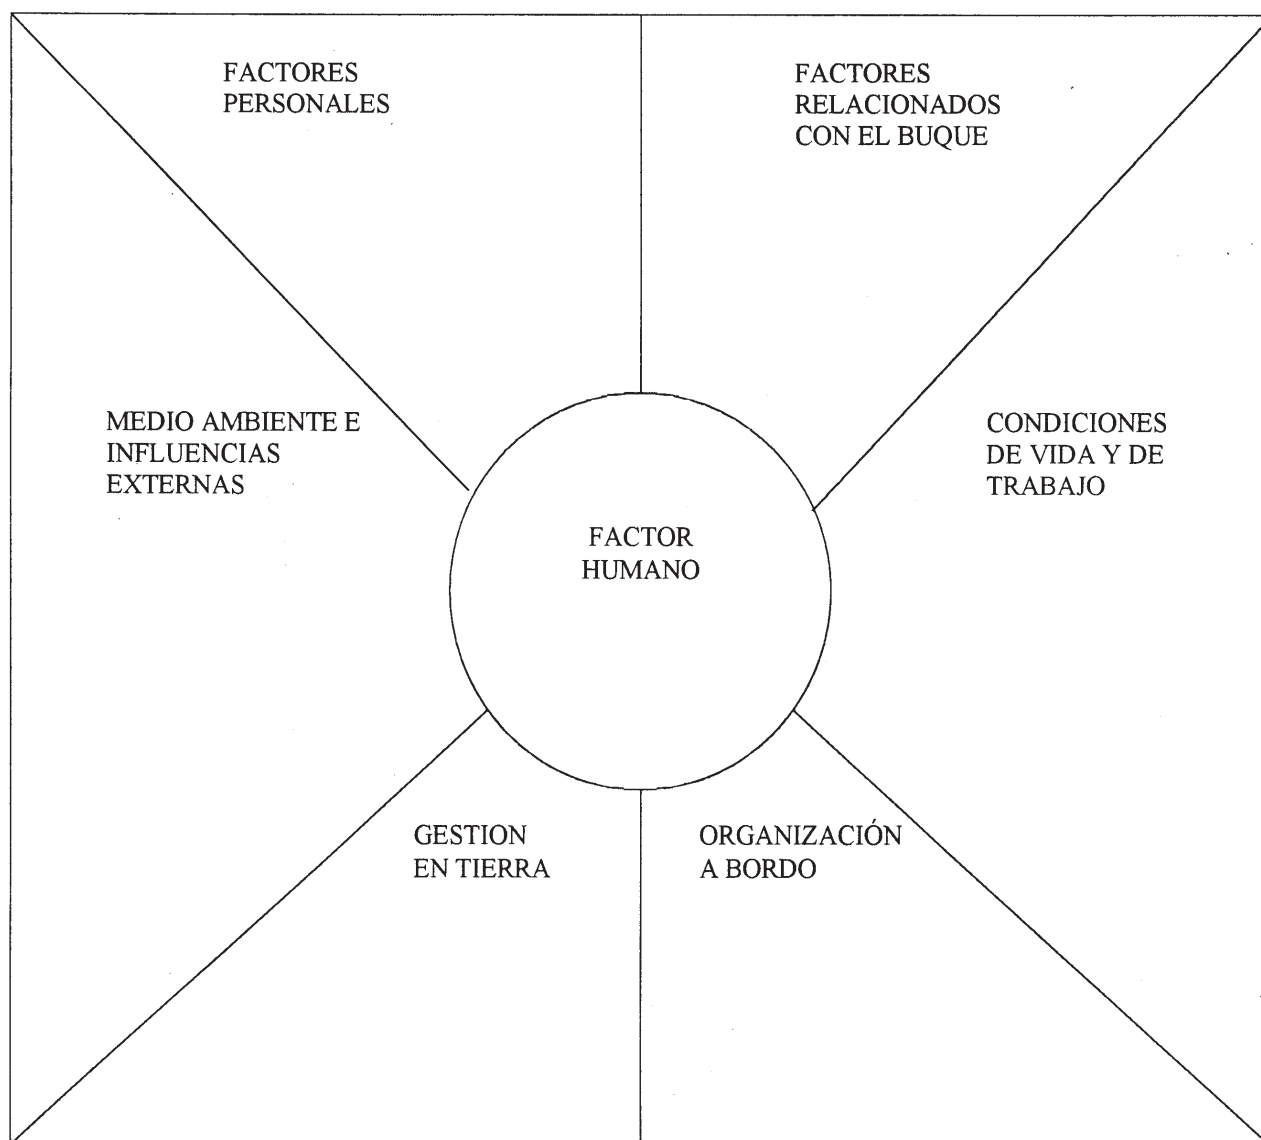 FACTORES
PERSONALES
FACTORES
RELACIONADOS
CON EL BUQUE
MEDIO AMBIENTE E
INFLUENCIAS
EXTERNAS
CONDICIONES
DE VIDA Y DE
TRABAJO
FACTOR
HUMANO
GESTION
EN TIERRA
ORGANIZACIÓN
A BORDO